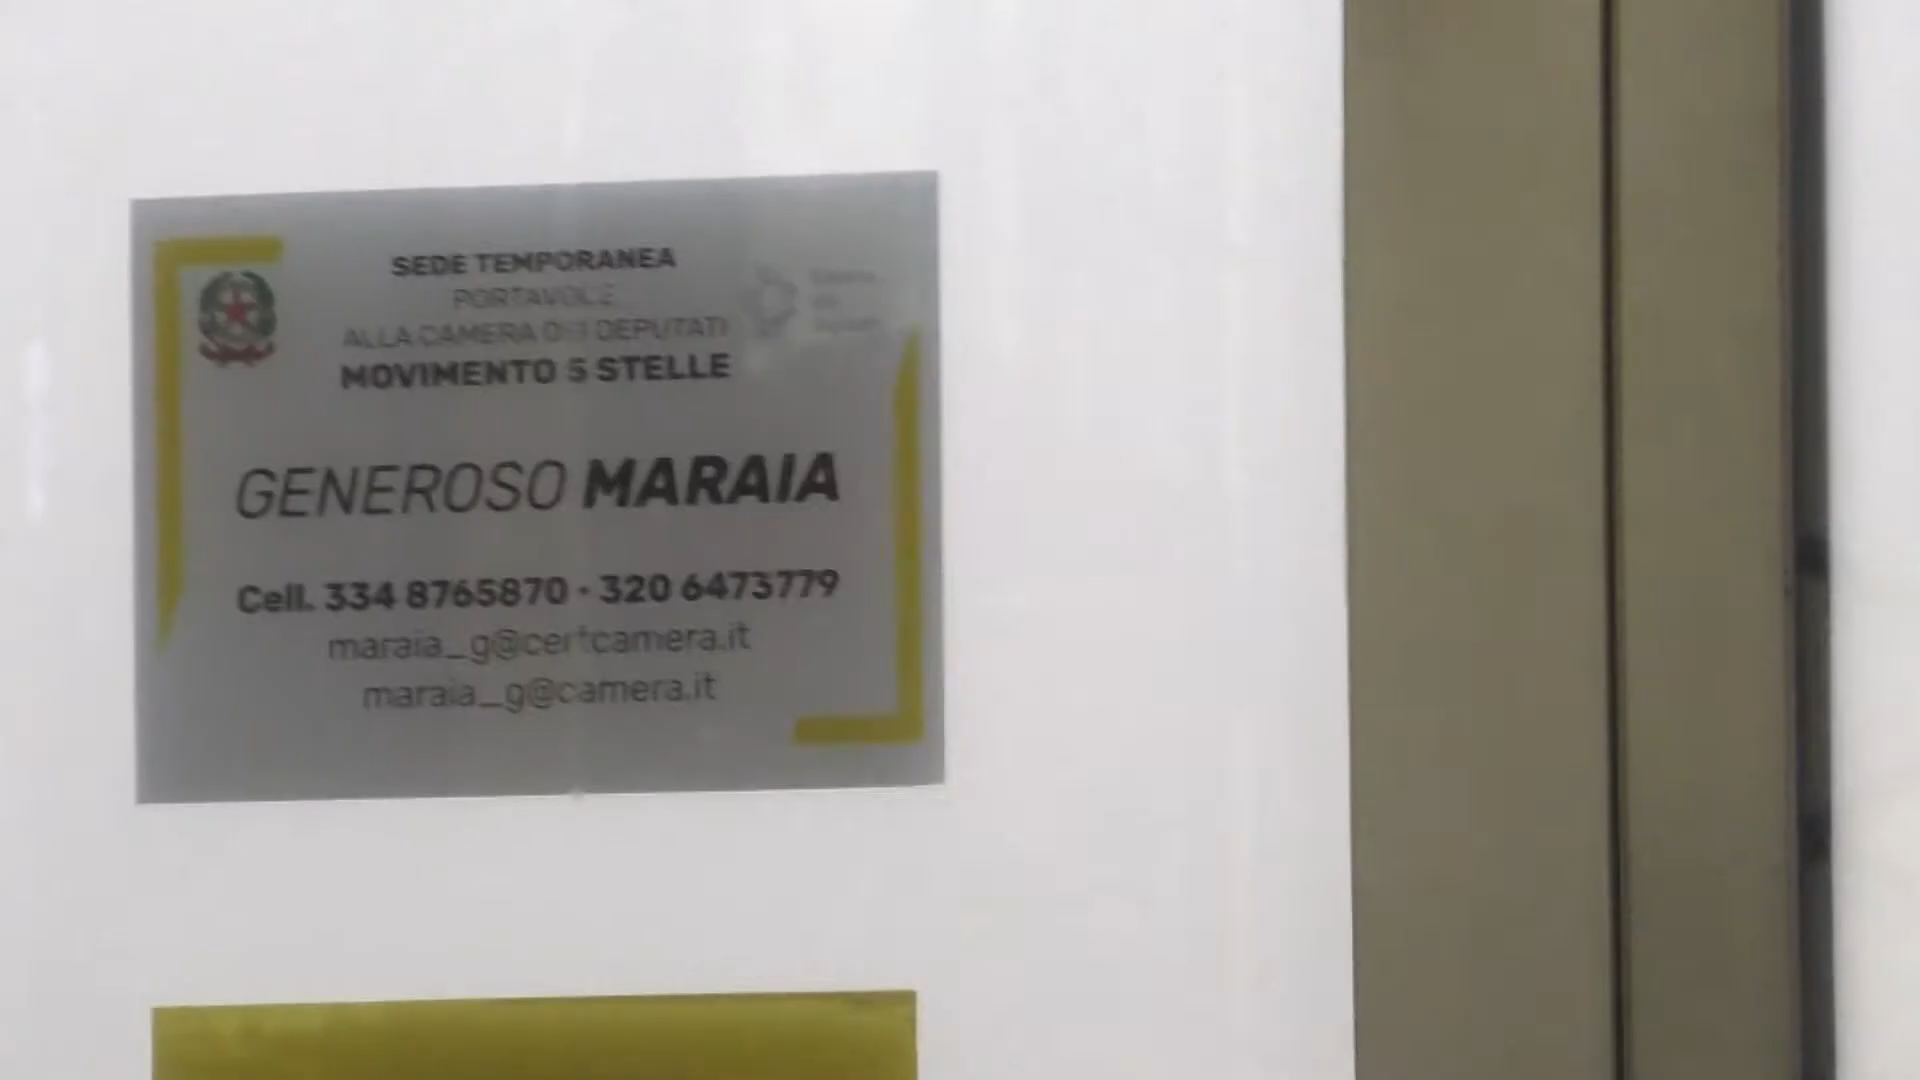 SEDE TEMPORANEA
PORTAVOCE
ALLA CAMERA DEI DEPUTATI
MOVIMENTO 5 STELLE
GENEROSO MARAIA
Cell. 334 8765870 · 320 6473779
maraia_g@certcamera.it
maraia_g@camera.it